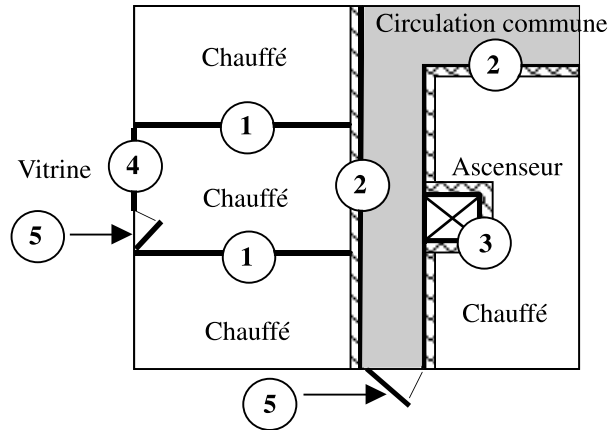 Circulation commune
Chauffé
2
1
Ascenseur
4
Vitrine
2
Chauffé
5
3
1
Chauffé
Chauffé
5